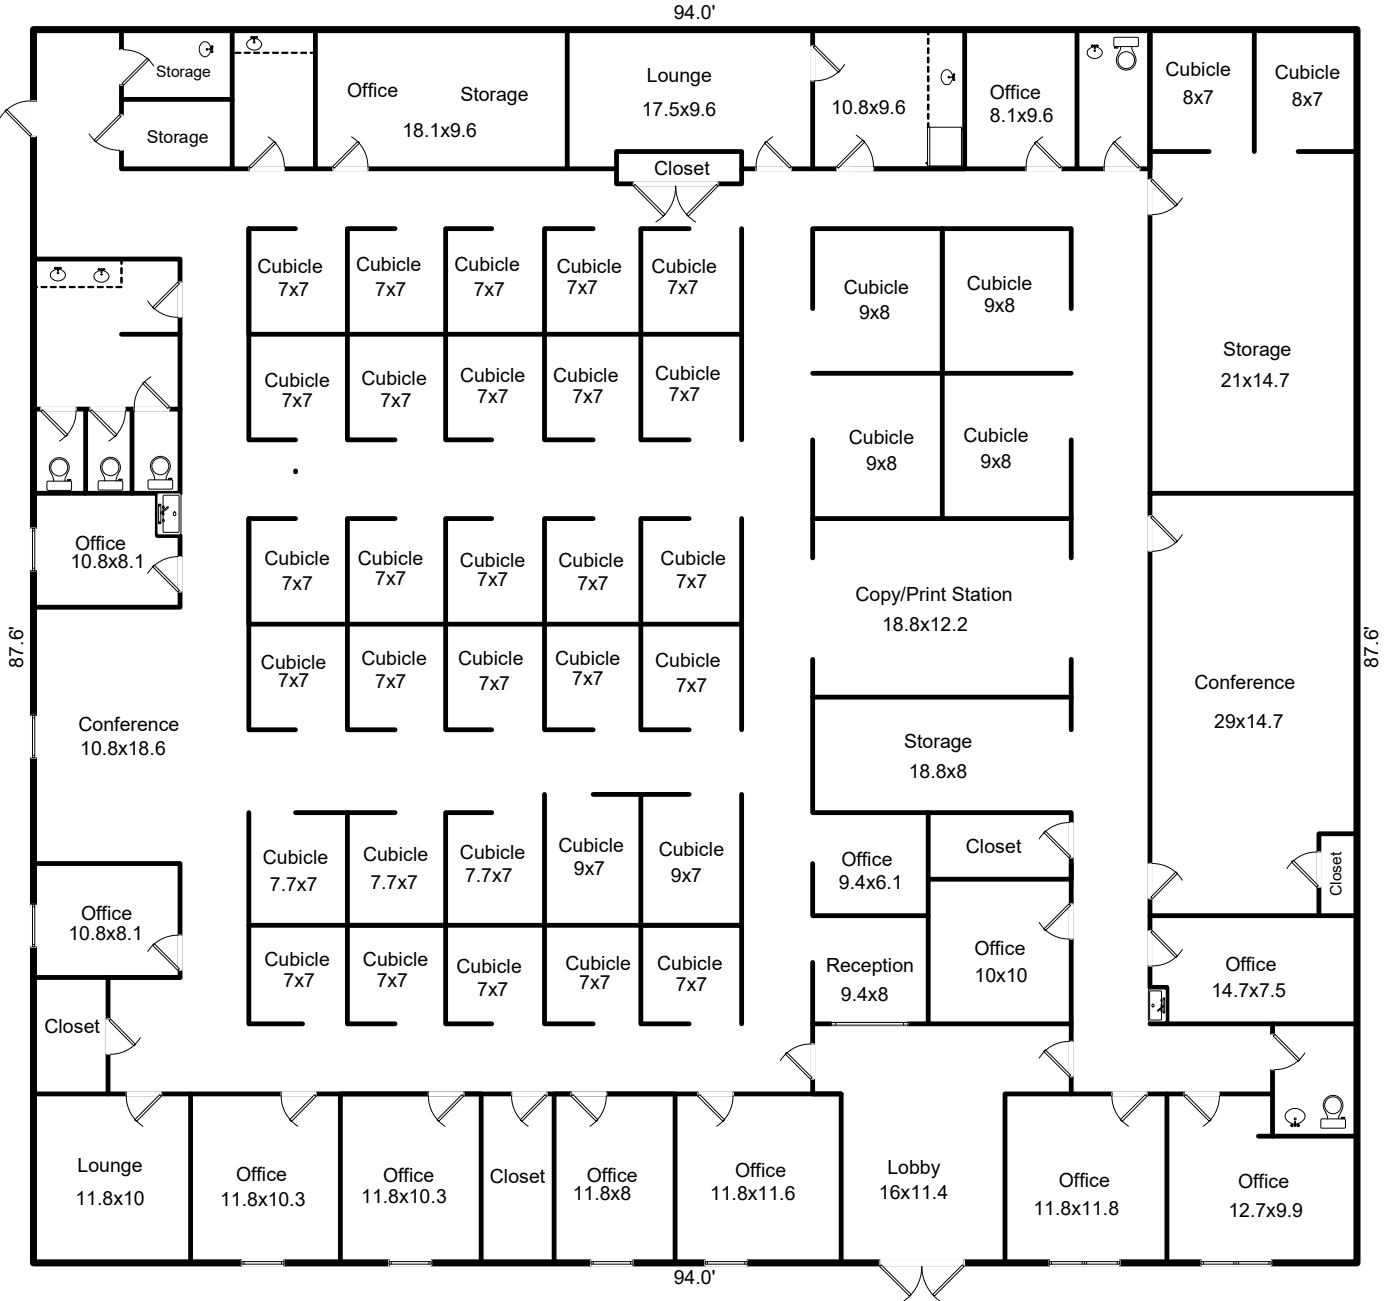 94.0'
Storage
Storage
Office
Storage
18.1x9.6
Lounge
17.5x9.6
Closet
10.8x9.6
Office
8.1x9.6
Cubicle
8x7
Cubicle
8x7
Cubicle
7x7
Cubicle
7x7
Cubicle
7x7
Cubicle
7x7
Cubicle
7x7
Cubicle
9x8
Cubicle
9x8
Storage
21x14.7
Cubicle
7x7
Cubicle
7x7
Cubicle
7x7
Cubicle
7x7
Cubicle
7x7
Cubicle
9x8
Cubicle
9x8
Office
10.8x8.1
Cubicle
7x7
Cubicle
7x7
Cubicle
7x7
Cubicle
7x7
Cubicle
7x7
Copy/Print Station
18.8x12.2
87.6'
87.6'
Cubicle
7x7
Cubicle
7x7
Cubicle
7x7
Cubicle
7x7
Cubicle
7x7
Conference
29x14.7
Conference
10.8x18.6
Storage
18.8x8
Cubicle
7.7x7
Cubicle
7.7x7
Cubicle
7.7x7
Cubicle
9x7
Cubicle
9x7
Office
9.4x6.1
Closet
Closet
Office
10.8x8.1
Cubicle
7x7
Cubicle
7x7
Cubicle
7x7
Cubicle
7x7
Cubicle
7x7
Reception
9.4x8
Office
10x10
Office
14.7x7.5
Closet
Lounge
11.8x10
Office
11.8x10.3
Office
11.8x10.3
Closet
Office
11.8x8
Office
11.8x11.6
Lobby
16x11.4
Office
11.8x11.8
Office
12.7x9.9
94.0'